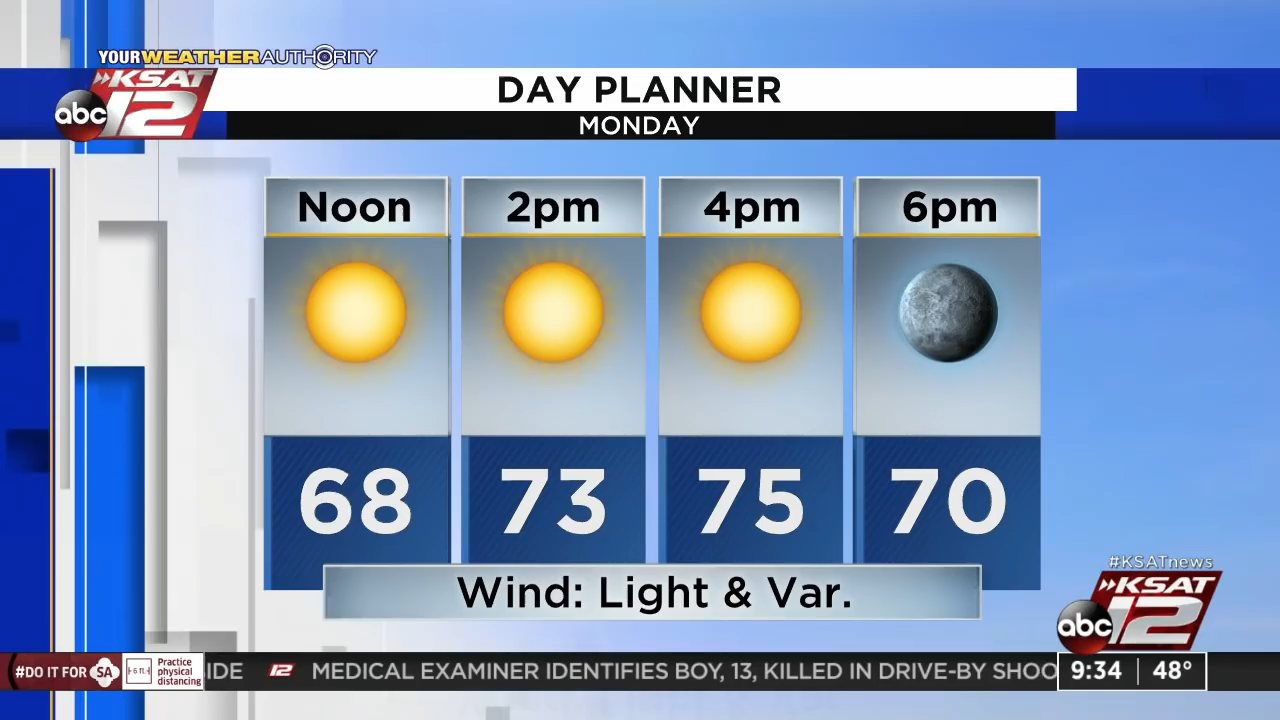 YOURWEATHERAUTHORITY
KSAT
abc 12
DAY PLANNER
MONDAY
Noon 2pm 4pm 6pm
68 73 75 70
Wind: Light & Var.
#KSATnews
KSAT
abc 12
#DO IT FOR SA
6 ft
Practice
physical
distancing
IDE 12 MEDICAL EXAMINER IDENTIFIES BOY, 13, KILLED IN DRIVE-BY SHOO
9:34 48°